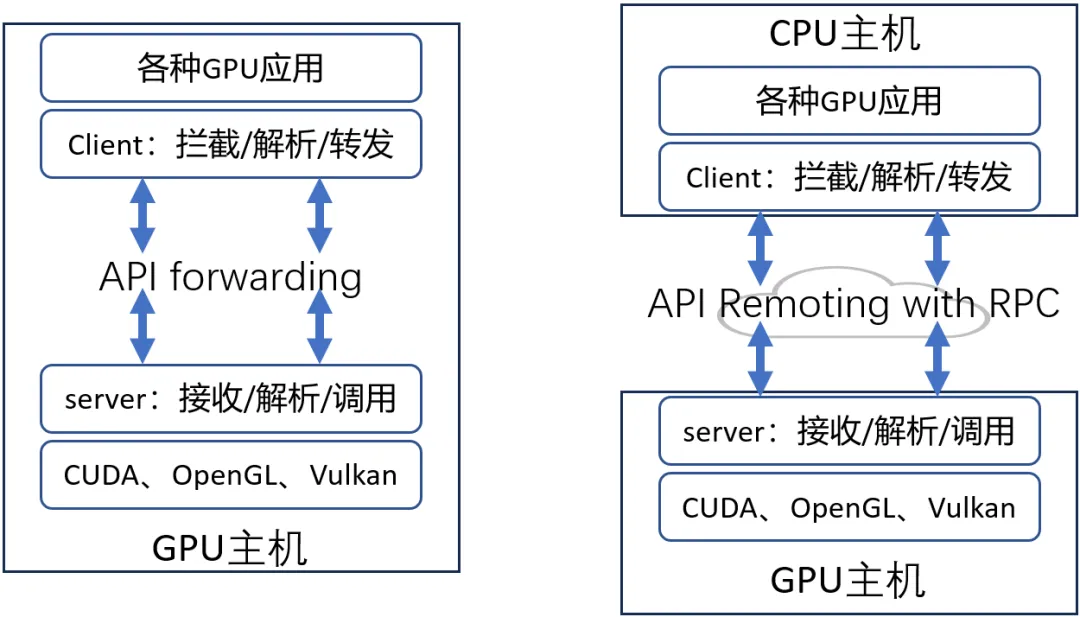 各种GPU应用
Client：拦截/解析/转发
API forwarding
server：接收/解析/调用
CUDA、OpenGL、Vulkan
GPU主机
CPU主机
各种GPU应用
Client：拦截/解析/转发
API Remoting with RPC
server：接收/解析/调用
CUDA、OpenGL、Vulkan
GPU主机